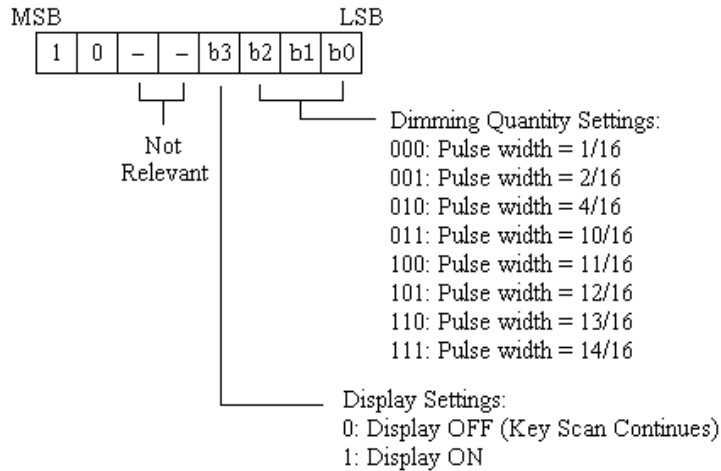 MSB LSB
1 0 – – b3 b2 b1 b0
Not
Relevant
Dimming Quantity Settings:
000: Pulse width = 1/16
001: Pulse width = 2/16
010: Pulse width = 4/16
011: Pulse width = 10/16
100: Pulse width = 11/16
101: Pulse width = 12/16
110: Pulse width = 13/16
111: Pulse width = 14/16
Display Settings:
0: Display OFF (Key Scan Continues)
1: Display ON